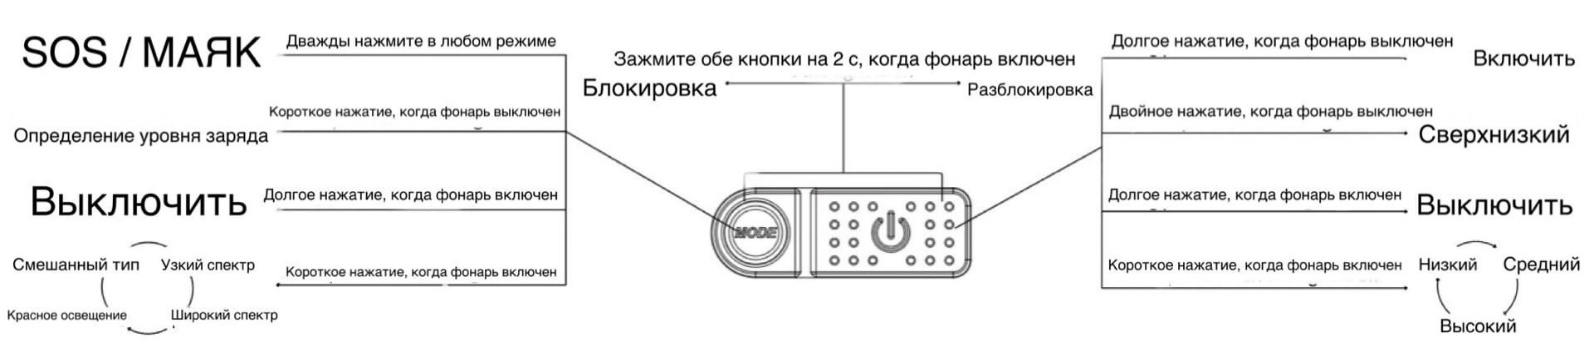 SOS / МАЯК
Дважды нажмите в любом режиме
Определение уровня заряда
Короткое нажатие, когда фонарь выключен
Выключить
Долгое нажатие, когда фонарь включен
Смешанный тип
Узкий спектр
Красное освещение
Широкий спектр
Короткое нажатие, когда фонарь включен
Зажмите обе кнопки на 2 с, когда фонарь включен
Блокировка
Разблокировка
MODE
Долгое нажатие, когда фонарь выключен
Включить
Двойное нажатие, когда фонарь выключен
Сверхнизкий
Долгое нажатие, когда фонарь включен
Выключить
Короткое нажатие, когда фонарь включен
Низкий
Средний
Высокий